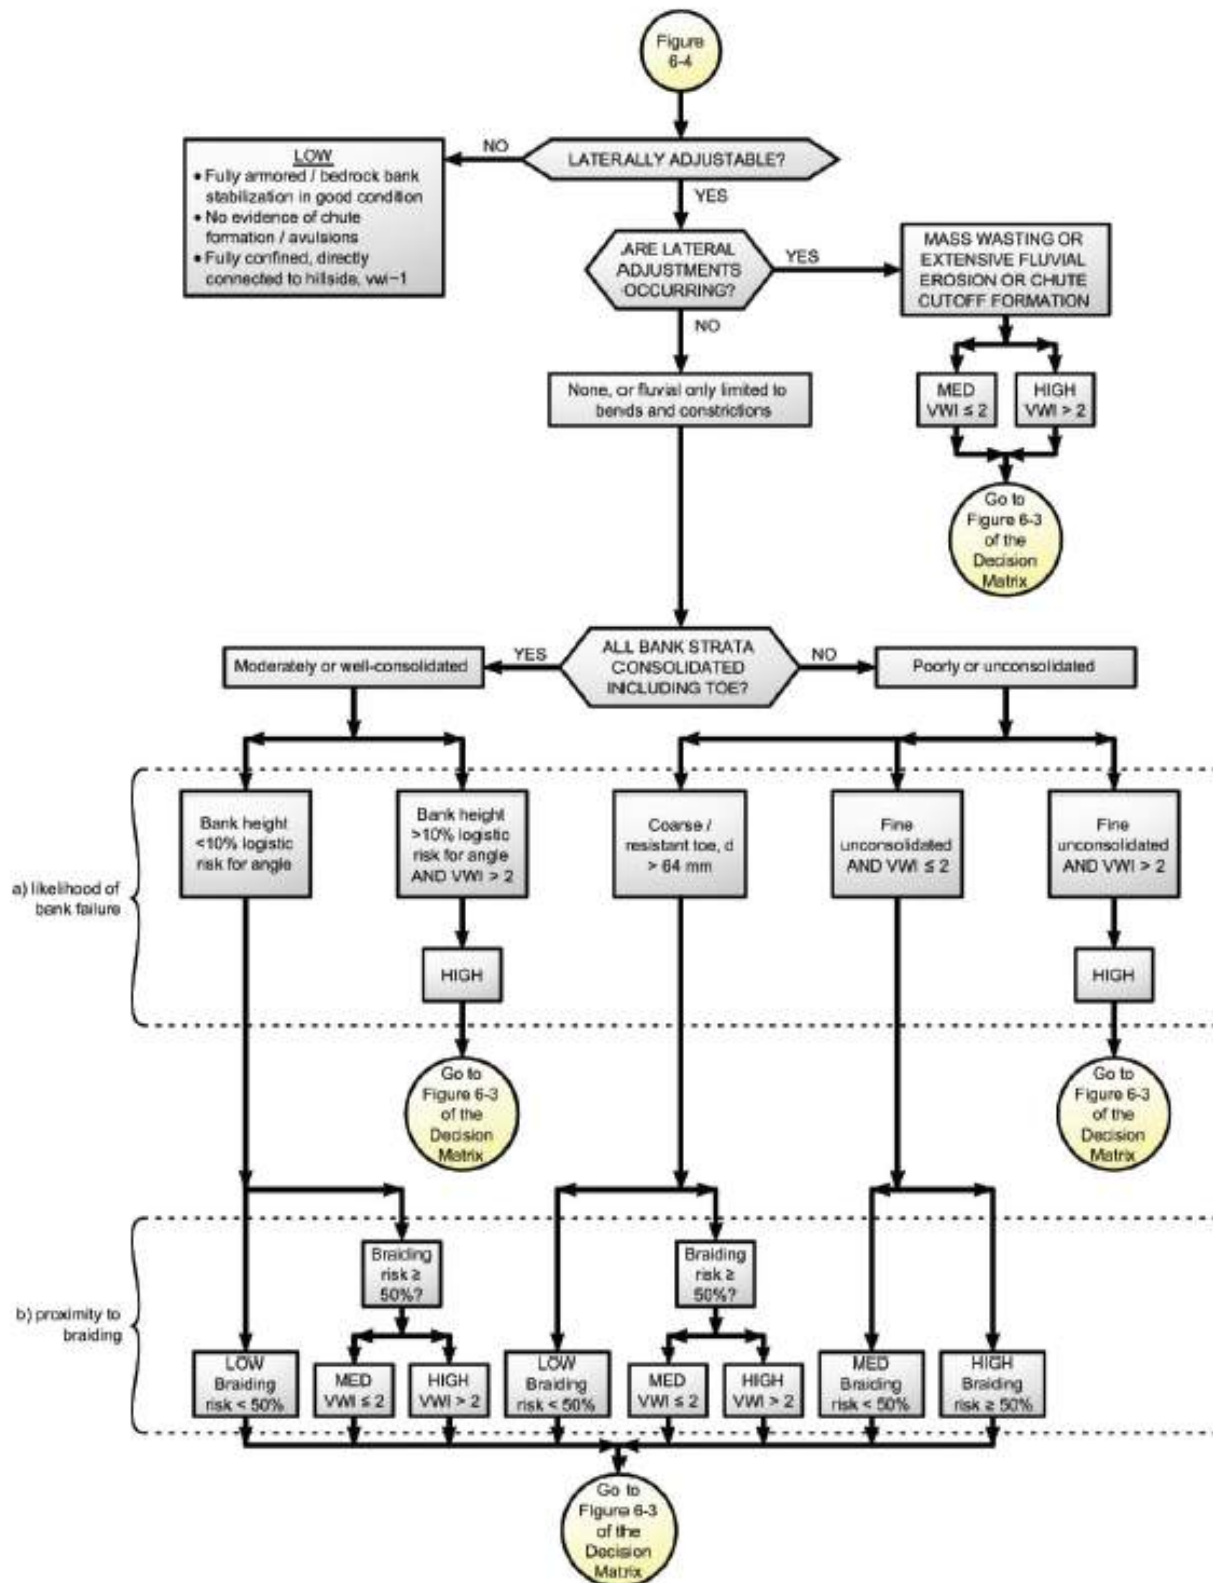 Figure
6-4
LATERALLY ADJUSTABLE?
NO
LOW
• Fully armored / bedrock bank
stabilization in good condition
• No evidence of chute
formation / avulsions
• Fully confined, directly
connected to hillside, vwi~1
YES
ARE LATERAL
ADJUSTMENTS
OCCURRING?
YES
MASS WASTING OR
EXTENSIVE FLUVIAL
EROSION OR CHUTE
CUTOFF FORMATION
NO
MED
VWI ≤ 2
HIGH
VWI > 2
None, or fluvial only limited to
bends and constrictions
Go to
Figure 6-3
of the
Decision
Matrix
ALL BANK STRATA
CONSOLIDATED
INICLUDING TOE?
YES
Moderately or well-consolidated
NO
Poorly or unconsolidated
a) likelihood of
bank failure
Bank height
<10% logistic
risk for angle
Bank height
>10% logistic
risk for angle
AND VWI > 2
Coarse /
resistant toe, d
> 64 mm
Fine
unconsolidated
AND VWI ≤ 2
Fine
unconsolidated
AND VWI > 2
HIGH
HIGH
Go to
Figure 6-3
of the
Decision
Matrix
Go to
Figure 6-3
of the
Decision
Matrix
b) proximity to
braiding
Braiding
risk ≥
50%?
Braiding
risk ≥
50%?
LOW
Braiding
risk < 50%
MED
VWI ≤ 2
HIGH
VWI > 2
LOW
Braiding
risk < 50%
MED
VWI ≤ 2
HIGH
VWI > 2
MED
Braiding
risk < 50%
HIGH
Braiding
risk ≥ 50%
Go to
Figure 6-3
of the
Decision
Matrix